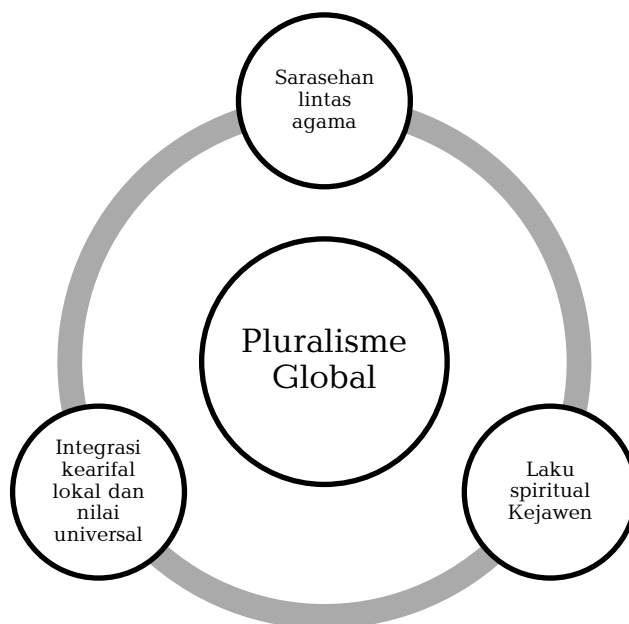 Sarasehan
lintas
agama
Pluralisme
Global
Integrasi
kearifal
lokal dan
nilai
universal
Laku
spiritual
Kejawen